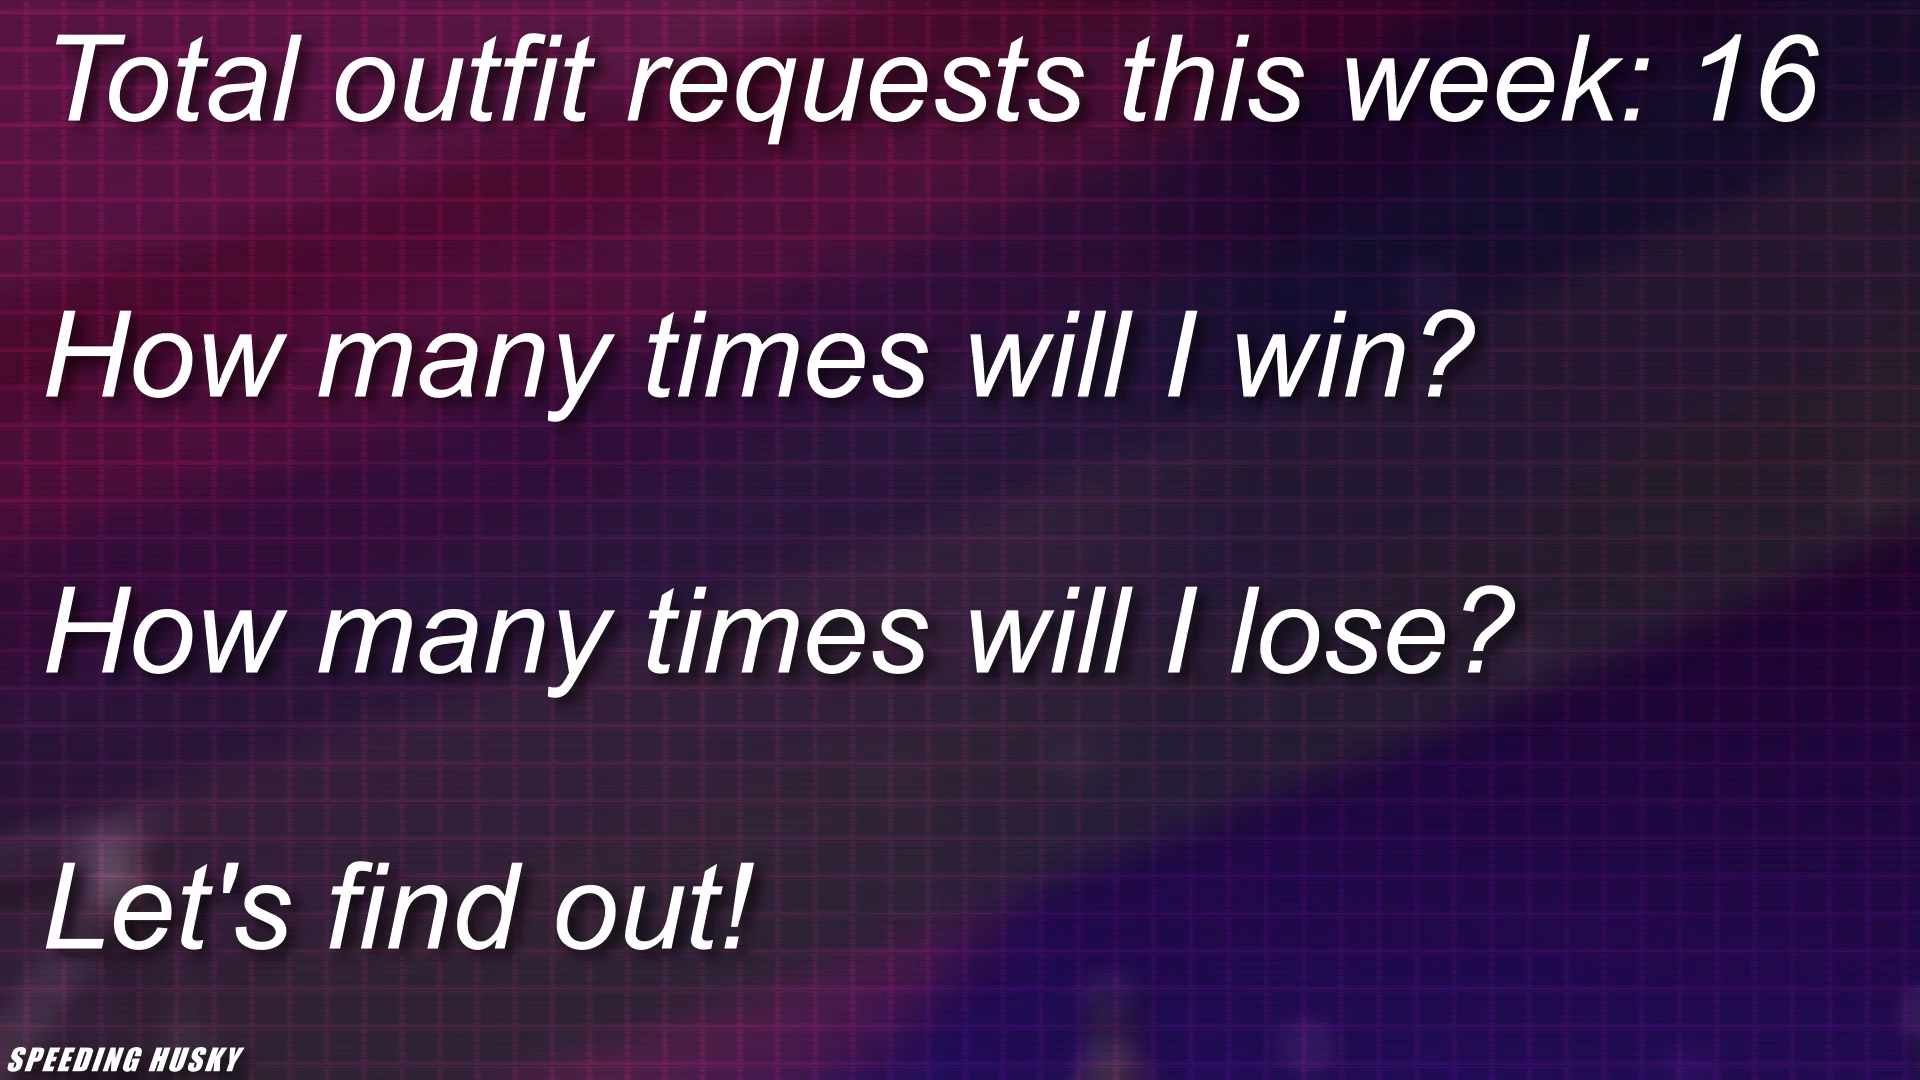 Total outfit requests this week: 16
How many times will I win?
How many times will I lose?
Let's find out!
SPEEDING HUSKY